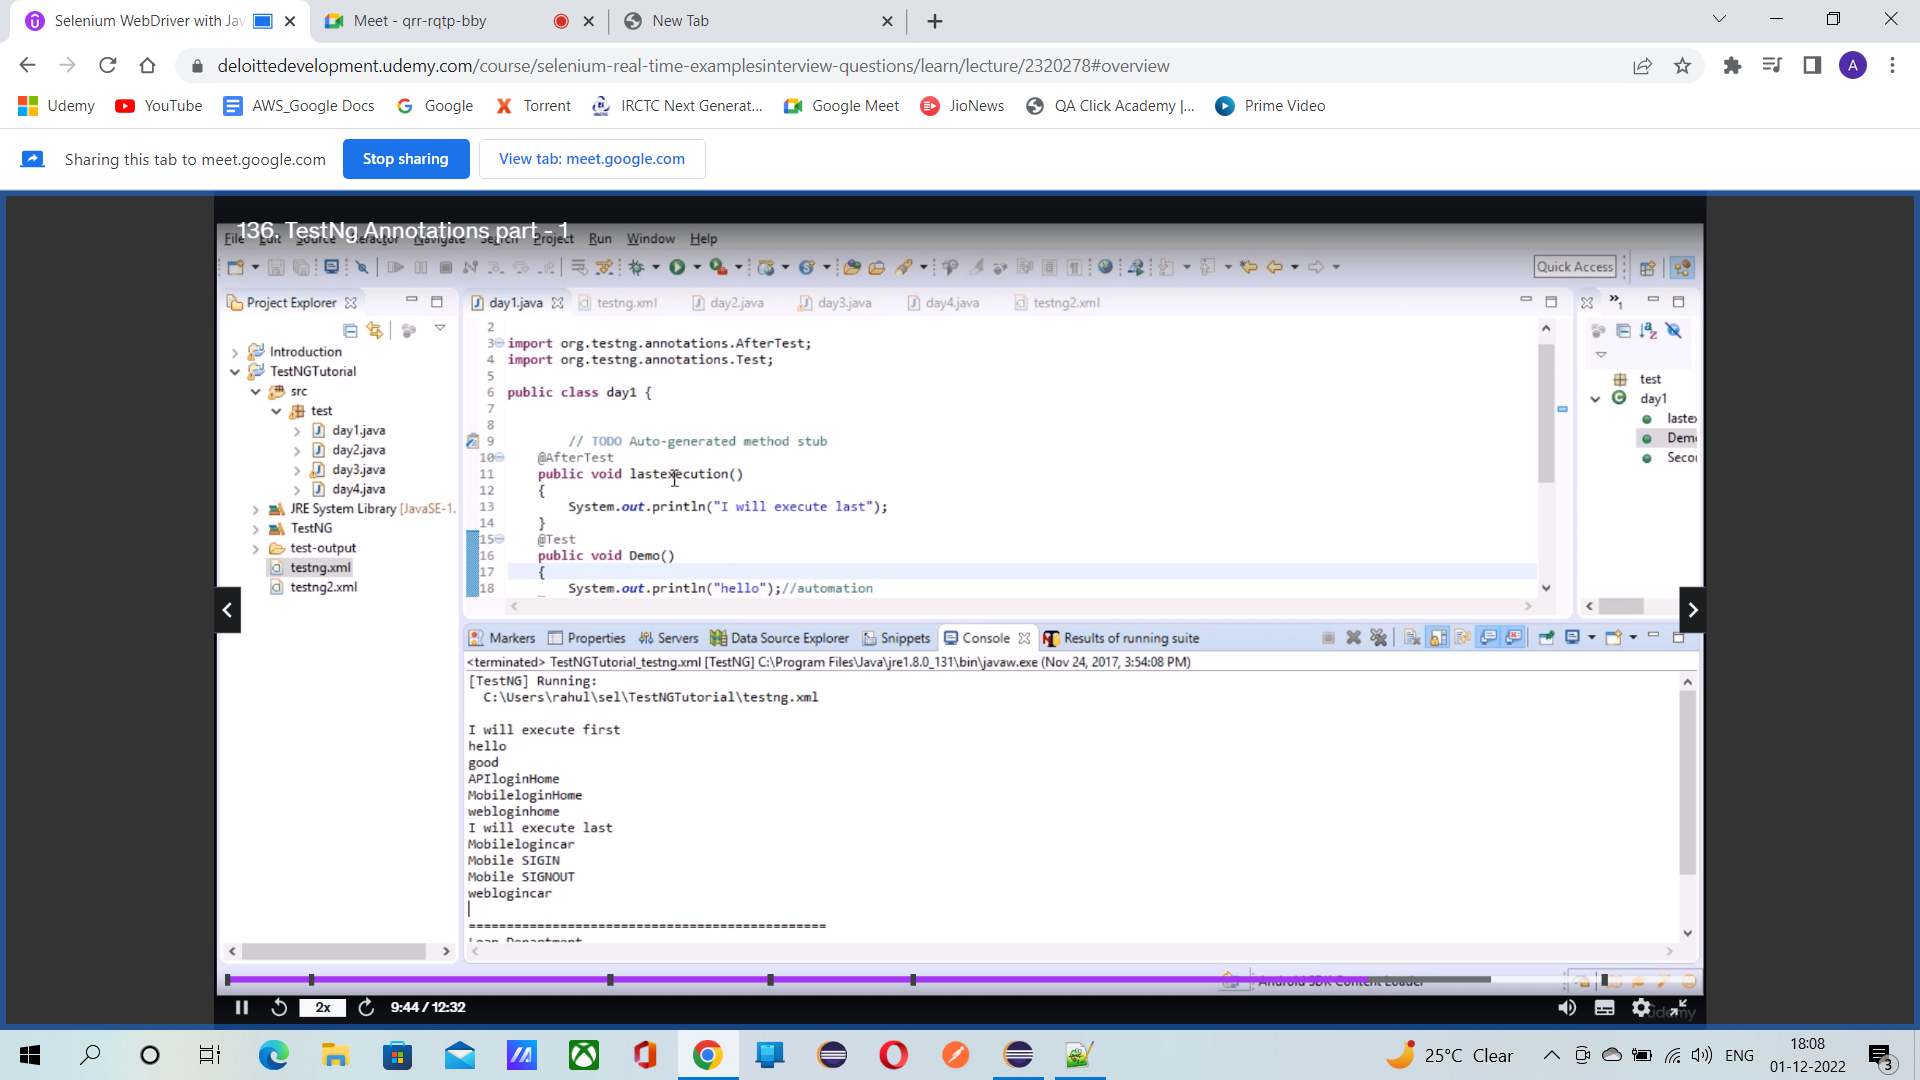 Selenium WebDriver with Jav
Meet - qrr-rqtp-bby
New Tab
deloittedevelopment.udemy.com/course/selenium-real-time-examplesinterview-questions/learn/lecture/2320278#overview
A
Udemy
YouTube
AWS_Google Docs
Google
Torrent
IRCTC Next Generat...
Google Meet
JioNews
QA Click Academy |...
Prime Video
Sharing this tab to meet.google.com
Stop sharing
View tab: meet.google.com
136. TestNg Annotations part - 1
File Edit Source Refactor Navigate Search Project Run Window Help
Quick Access
Project Explorer
day1.java
testng.xml
day2.java
day3.java
day4.java
testng2.xml
Introduction
TestNGTutorial
src
test
day1.java
day2.java
day3.java
day4.java
JRE System Library [JavaSE-1.
TestNG
test-output
testng.xml
testng2.xml
2
3 import org.testng.annotations.AfterTest;
4 import org.testng.annotations.Test;
5
6 public class day1 {
7
8
9 // TODO Auto-generated method stub
10 @AfterTest
11 public void lastexecution()
12 {
13 System.out.println("I will execute last");
14 }
15 @Test
16 public void Demo()
17 {
18 System.out.println("hello");//automation
test
day1
laste
Dem
Seco
Markers
Properties
Servers
Data Source Explorer
Snippets
Console
Results of running suite
<terminated> TestNGTutorial_testng.xml [TestNG] C:\Program Files\Java\jre1.8.0_131\bin\javaw.exe (Nov 24, 2017, 3:54:08 PM)
[TestNG] Running:
C:\Users\rahul\sel\TestNGTutorial\testng.xml
I will execute first
hello
good
APIloginHome
MobileloginHome
webloginhome
I will execute last
Mobilelogincar
Mobile SIGIN
Mobile SIGNOUT
weblogincar
===============================================
Loan Department
Android SDK Content Loader
2x
9:44 / 12:32
udemy
25°C Clear
ENG
18:08
01-12-2022
3